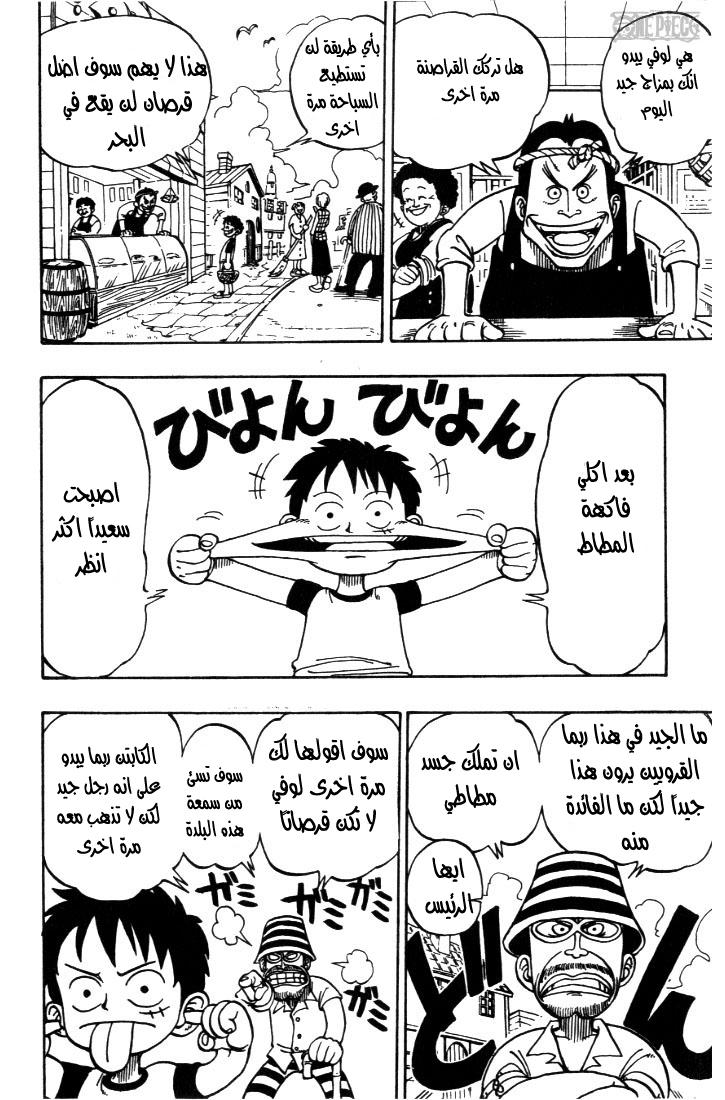 ONE PIECE
هي لوفي يبدو
انك بمزاج جيد
اليوم
هل تركك القراصنة
مرة اخرى
بأي طريقة لن
تستطيع
السباحة مرة
اخرى
هذا لا يهم سوف اضل
قرصان لن يقع في
البحر
びよん びよん
بعد اكلي
فاكهة
المطاط
اصبحت
سعيداً اكثر
انظر
ما الجيد في هذا ربما
القرويين يرون هذا
جيداً لكن ما الفائدة
منه
ان تملك جسد
مطاطي
ايها
الرئيس
どん
سوف اقولها لك
مرة اخرى لوفي
لا تكن قرصانا
سوف تسئ
من سمعة
هذه البلدة
الكابتن ربما يبدو
على انه رجل جيد
لكن لا تذهب معه
مرة اخرى
ガミ
ガミ
ガミ
ガミ